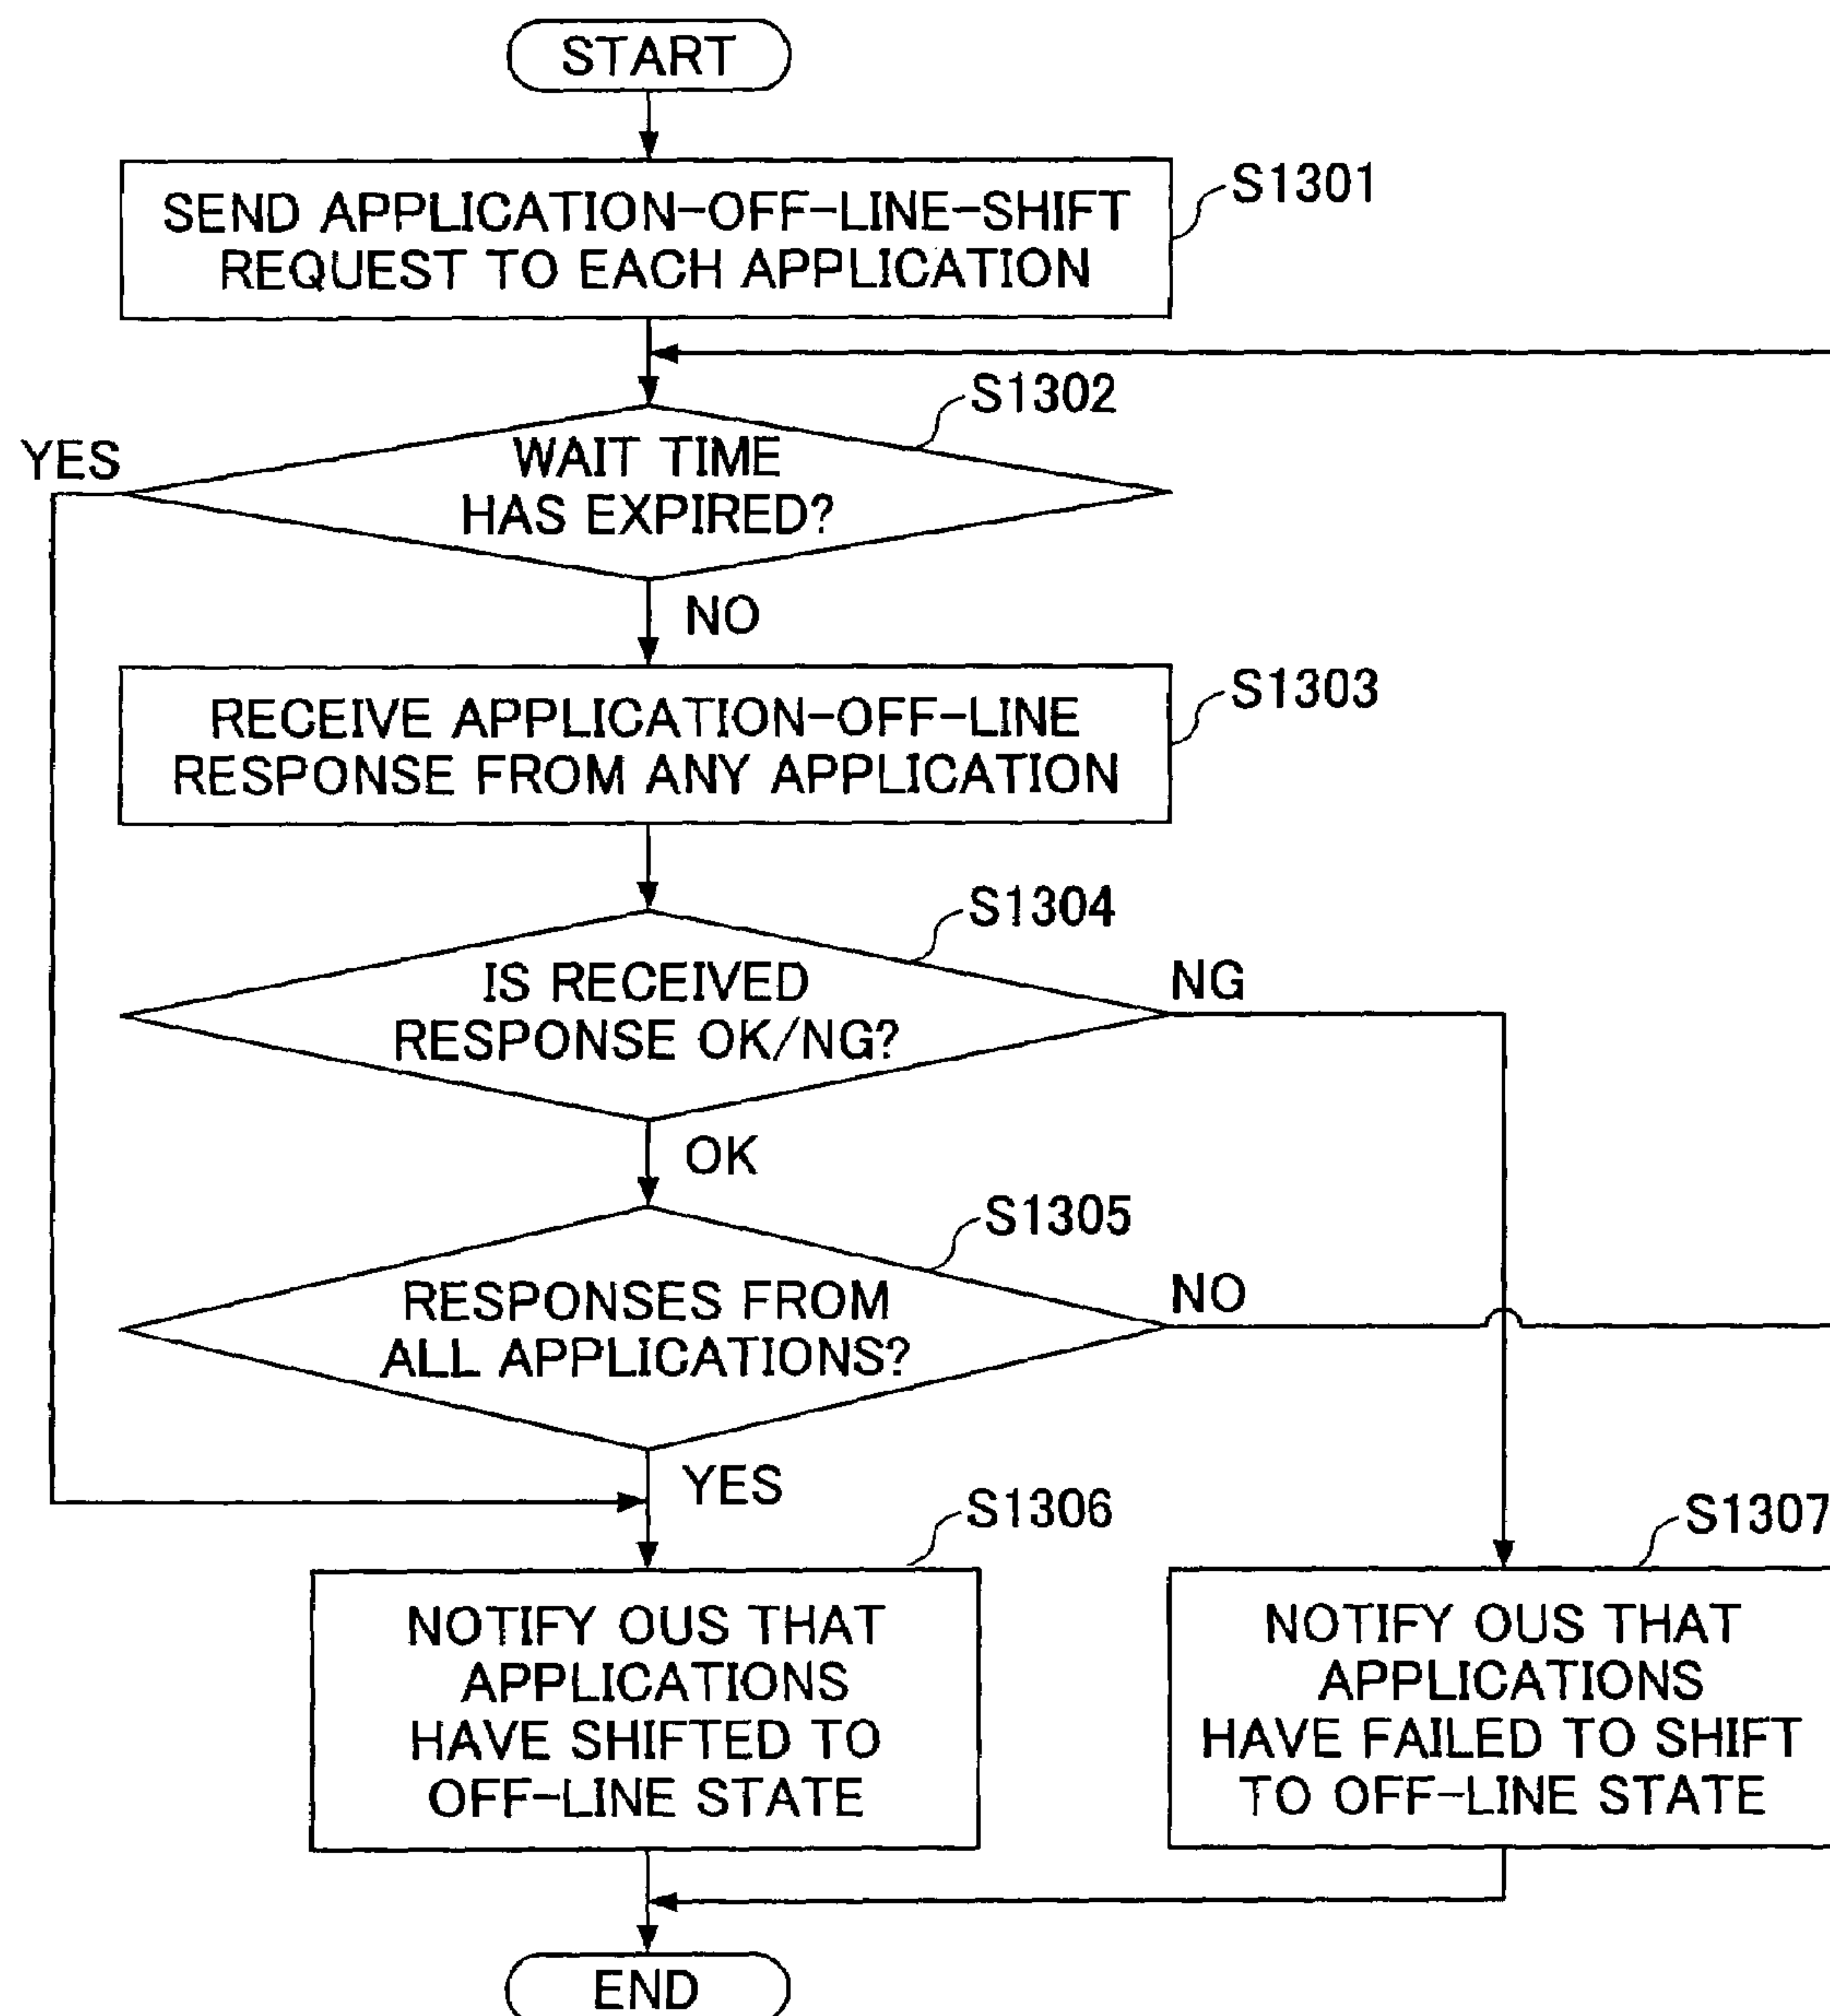 START
SEND APPLICATION-OFF-LINE-SHIFT
REQUEST TO EACH APPLICATION
S1301
S1302
YES
WAIT TIME
HAS EXPIRED?
NO
S1303
RECEIVE APPLICATION-OFF-LINE
RESPONSE FROM ANY APPLICATION
S1304
IS RECEIVED
RESPONSE OK/NG?
NG
OK
S1305
RESPONSES FROM
ALL APPLICATIONS?
NO
YES
S1306
NOTIFY OUS THAT
APPLICATIONS
HAVE SHIFTED TO
OFF-LINE STATE
S1307
NOTIFY OUS THAT
APPLICATIONS
HAVE FAILED TO SHIFT
TO OFF-LINE STATE
END